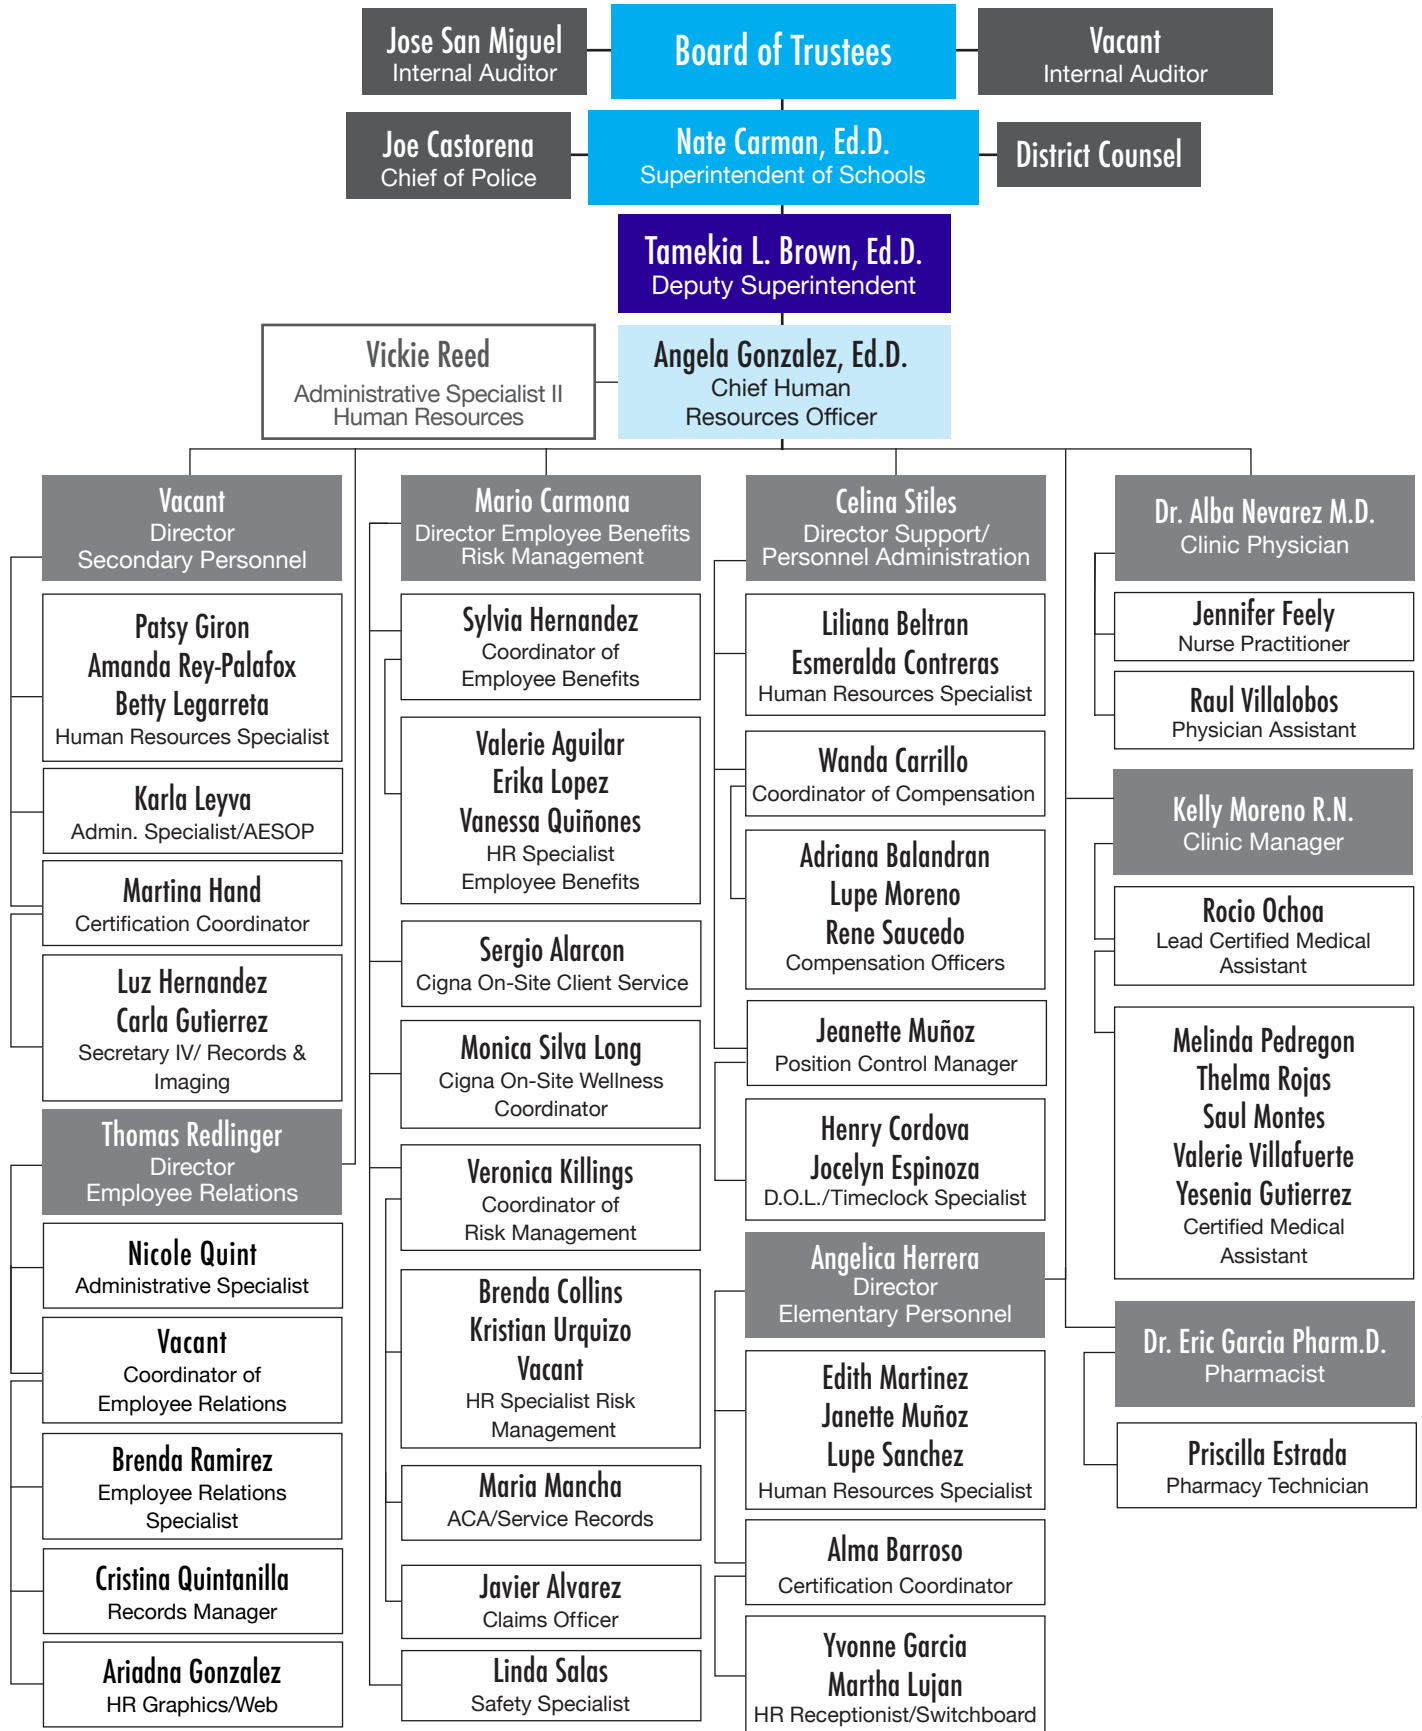 Jose San Miguel
Internal Auditor
Board of Trustees
Vacant
Internal Auditor
Joe Castorena
Chief of Police
Nate Carman, Ed.D.
Superintendent of Schools
District Counsel
Tamekia L. Brown, Ed.D.
Deputy Superintendent
Vickie Reed
Administrative Specialist II
Human Resources
Angela Gonzalez, Ed.D.
Chief Human
Resources Officer
Vacant
Director
Secondary Personnel
Patsy Giron
Amanda Rey-Palafox
Betty Legarreta
Human Resources Specialist
Karla Leyva
Admin. Specialist/AESOP
Martina Hand
Certification Coordinator
Luz Hernandez
Carla Gutierrez
Secretary IV/ Records &
Imaging
Thomas Redlinger
Director
Employee Relations
Nicole Quint
Administrative Specialist
Vacant
Coordinator of
Employee Relations
Brenda Ramirez
Employee Relations
Specialist
Cristina Quintanilla
Records Manager
Ariadna Gonzalez
HR Graphics/Web
Mario Carmona
Director Employee Benefits
Risk Management
Sylvia Hernandez
Coordinator of
Employee Benefits
Valerie Aguilar
Erika Lopez
Vanessa Quiñones
HR Specialist
Employee Benefits
Sergio Alarcon
Cigna On-Site Client Service
Monica Silva Long
Cigna On-Site Wellness
Coordinator
Veronica Killings
Coordinator of
Risk Management
Brenda Collins
Kristian Urquizo
Vacant
HR Specialist Risk
Management
Maria Mancha
ACA/Service Records
Javier Alvarez
Claims Officer
Linda Salas
Safety Specialist
Celina Stiles
Director Support/
Personnel Administration
Liliana Beltran
Esmeralda Contreras
Human Resources Specialist
Wanda Carrillo
Coordinator of Compensation
Adriana Balandran
Lupe Moreno
Rene Saucedo
Compensation Officers
Jeanette Muñoz
Position Control Manager
Henry Cordova
Jocelyn Espinoza
D.O.L./Timeclock Specialist
Angelica Herrera
Director
Elementary Personnel
Edith Martinez
Janette Muñoz
Lupe Sanchez
Human Resources Specialist
Alma Barroso
Certification Coordinator
Yvonne Garcia
Martha Lujan
HR Receptionist/Switchboard
Dr. Alba Nevarez M.D.
Clinic Physician
Jennifer Feely
Nurse Practitioner
Raul Villalobos
Physician Assistant
Kelly Moreno R.N.
Clinic Manager
Rocio Ochoa
Lead Certified Medical
Assistant
Melinda Pedregon
Thelma Rojas
Saul Montes
Valerie Villafuerte
Yesenia Gutierrez
Certified Medical
Assistant
Dr. Eric Garcia Pharm.D.
Pharmacist
Priscilla Estrada
Pharmacy Technician